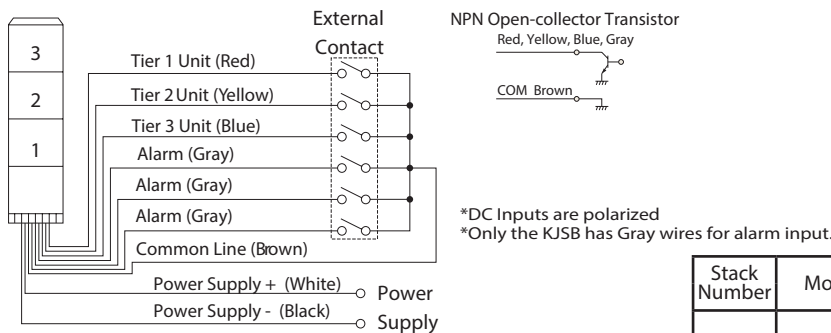 External
Contact
NPN Open-collector Transistor
Red, Yellow, Blue, Gray
COM Brown
3
2
1
Tier 1 Unit (Red)
Tier 2 Unit (Yellow)
Tier 3 Unit (Blue)
Alarm (Gray)
Alarm (Gray)
Alarm (Gray)
Common Line (Brown)
Power Supply + (White)
Power Supply - (Black)
Power
Supply
*DC Inputs are polarized
*Only the KJSB has Gray wires for alarm input.
Stack
Number
Mo